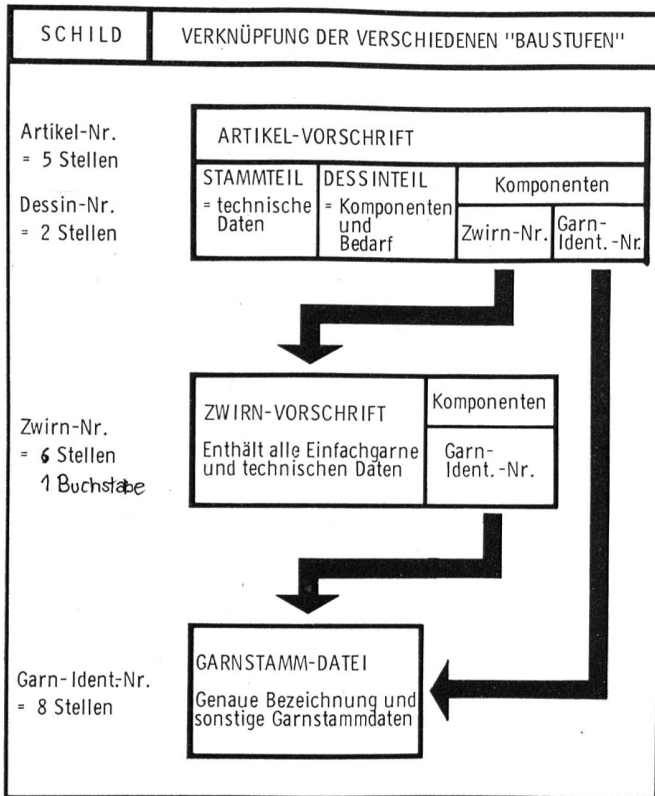 SCHILD
VERKNÜPFUNG DER VERSCHIEDENEN "BAUSTUFEN"
Artikel-Nr.
= 5 Stellen
Dessin-Nr.
= 2 Stellen
ARTIKEL-VORSCHRIFT
STAMMTEIL
= technische
Daten
DESSINTEIL
= Komponenten
und
Bedarf
Komponenten
Zwirn-Nr.
Garn-
Ident.-Nr.
Zwirn-Nr.
= 6 Stellen
1 Buchstabe
ZWIRN-VORSCHRIFT
Enthält alle Einfachgarne
und technischen Daten
Komponenten
Garn-
Ident.-Nr.
Garn-Ident.-Nr.
= 8 Stellen
GARNSTAMM-DATEI
Genaue Bezeichnung und
sonstige Garnstammdaten